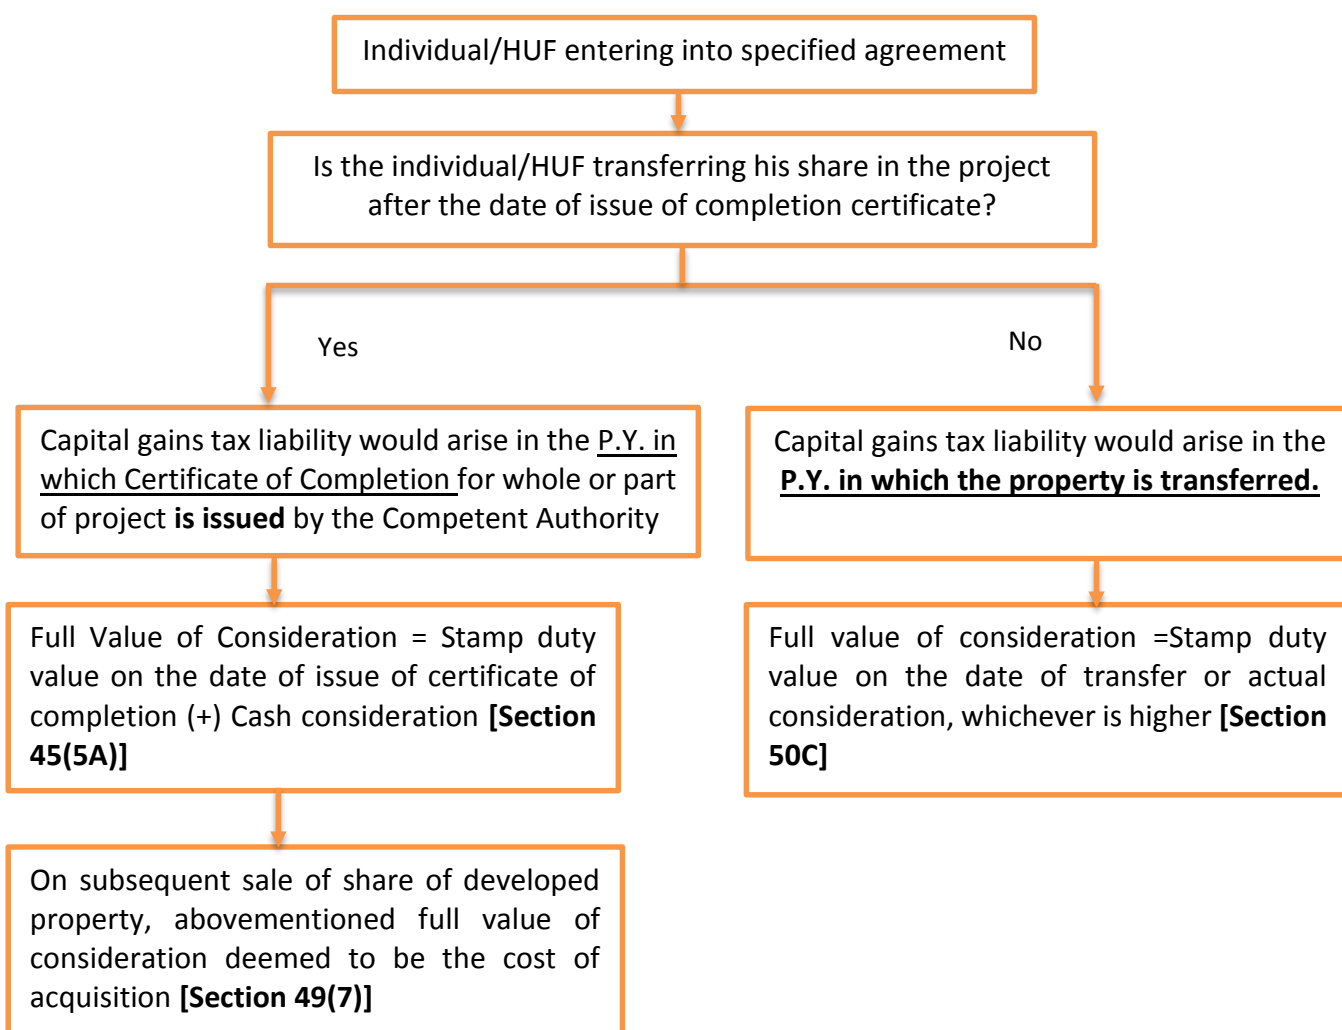 Individual/HUF entering into specified agreement
Is the individual/HUF transferring his share in the project
after the date of issue of completion certificate?
Yes
No
Capital gains tax liability would arise in the P.Y. in
which Certificate of Completion for whole or part
of project is issued by the Competent Authority
Capital gains tax liability would arise in the
P.Y. in which the property is transferred.
Full Value of Consideration = Stamp duty
value on the date of issue of certificate of
completion (+) Cash consideration [Section
45(5A)]
Full value of consideration =Stamp duty
value on the date of transfer or actual
consideration, whichever is higher [Section
50C]
On subsequent sale of share of developed
property, abovementioned full value of
consideration deemed to be the cost of
acquisition [Section 49(7)]